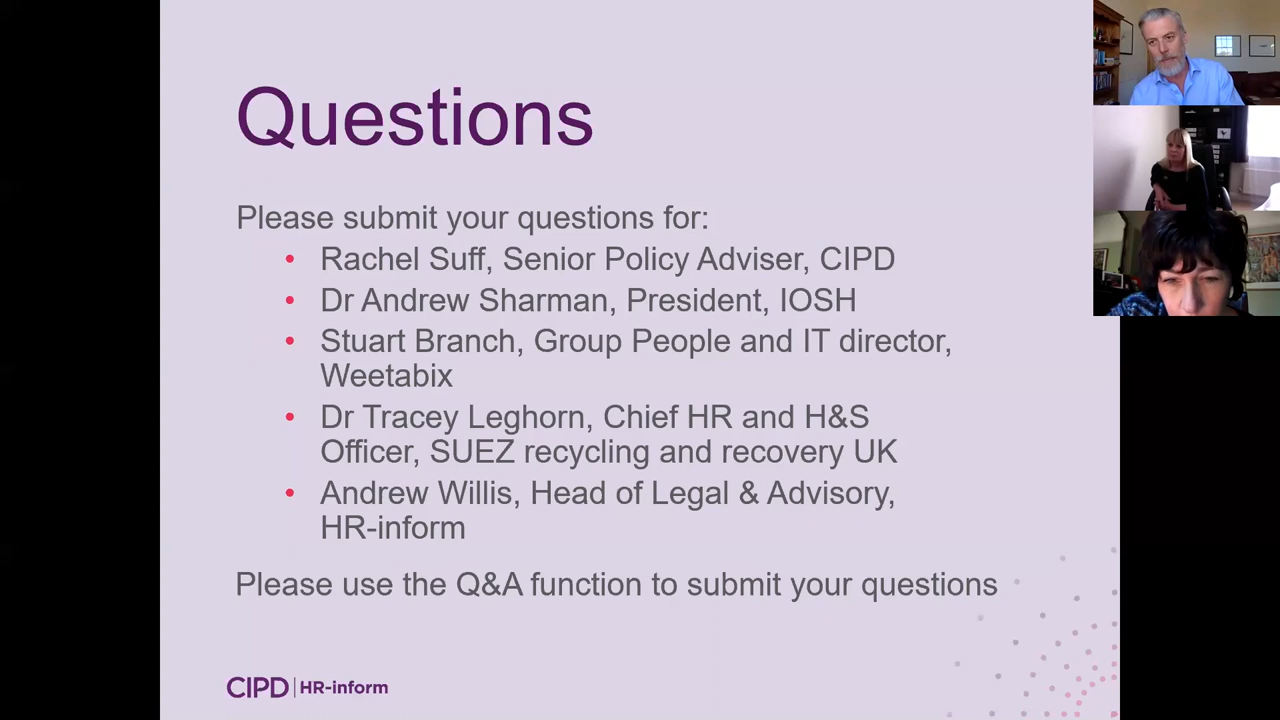 Questions
Please submit your questions for:
• Rachel Suff, Senior Policy Adviser, CIPD
• Dr Andrew Sharman, President, IOSH
• Stuart Branch, Group People and IT director,
Weetabix
• Dr Tracey Leghorn, Chief HR and H&S
Officer, SUEZ recycling and recovery UK
• Andrew Willis, Head of Legal & Advisory,
HR-inform
Please use the Q&A function to submit your questions
CIPD | HR-inform